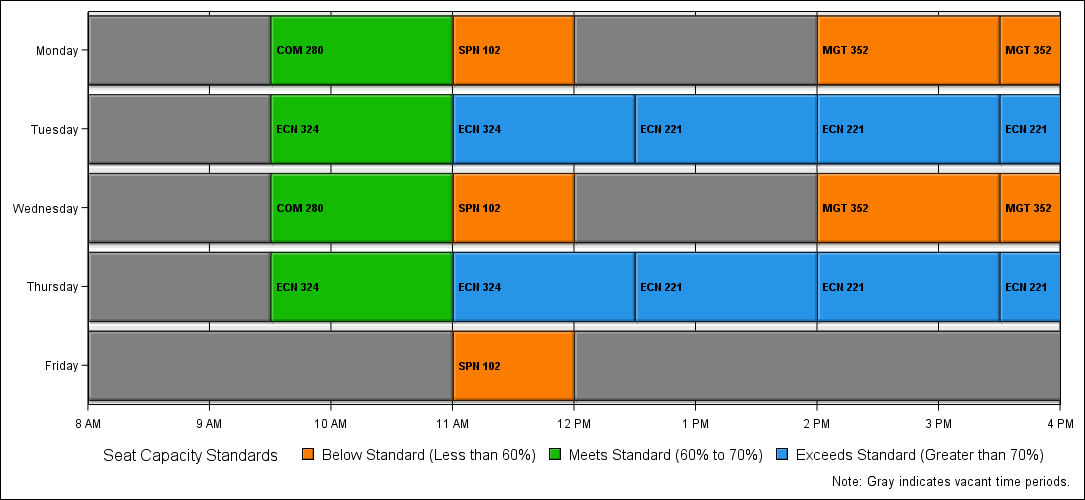 Monday
COM 280 SPN 102 MGT 352 MGT 352
Tuesday
ECN 324 ECN 324 ECN 221 ECN 221 ECN 221
Wednesday
COM 280 SPN 102 MGT 352 MGT 352
Thursday
ECN 324 ECN 324 ECN 221 ECN 221 ECN 221
Friday
SPN 102
8 AM 9 AM 10 AM 11 AM 12 PM 1 PM 2 PM 3 PM 4 PM
Seat Capacity Standards Below Standard (Less than 60%) Meets Standard (60% to 70%) Exceeds Standard (Greater than 70%)
Note: Gray indicates vacant time periods.